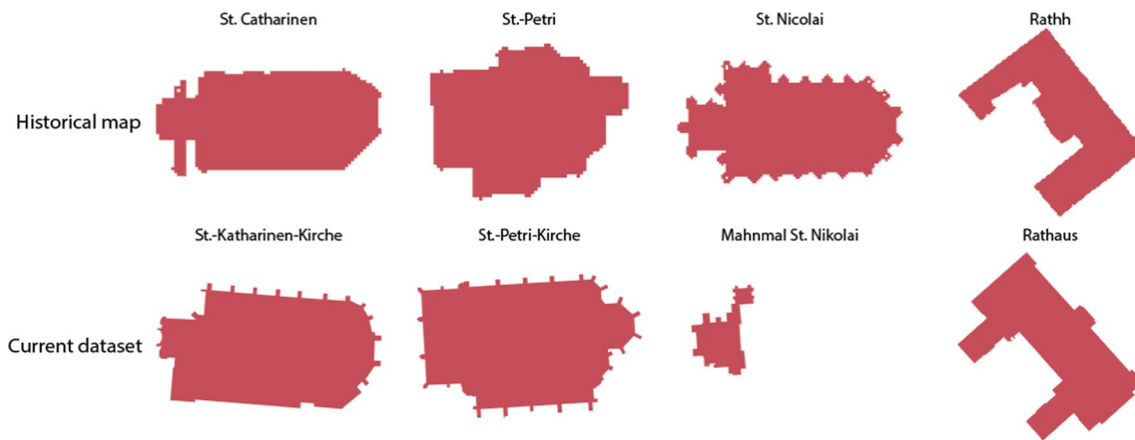 St. Catharinen
St.-Petri
St. Nicolai
Rathh
Historical map
St.-Katharinen-Kirche
St.-Petri-Kirche
Mahnmal St. Nikolai
Rathaus
Current dataset